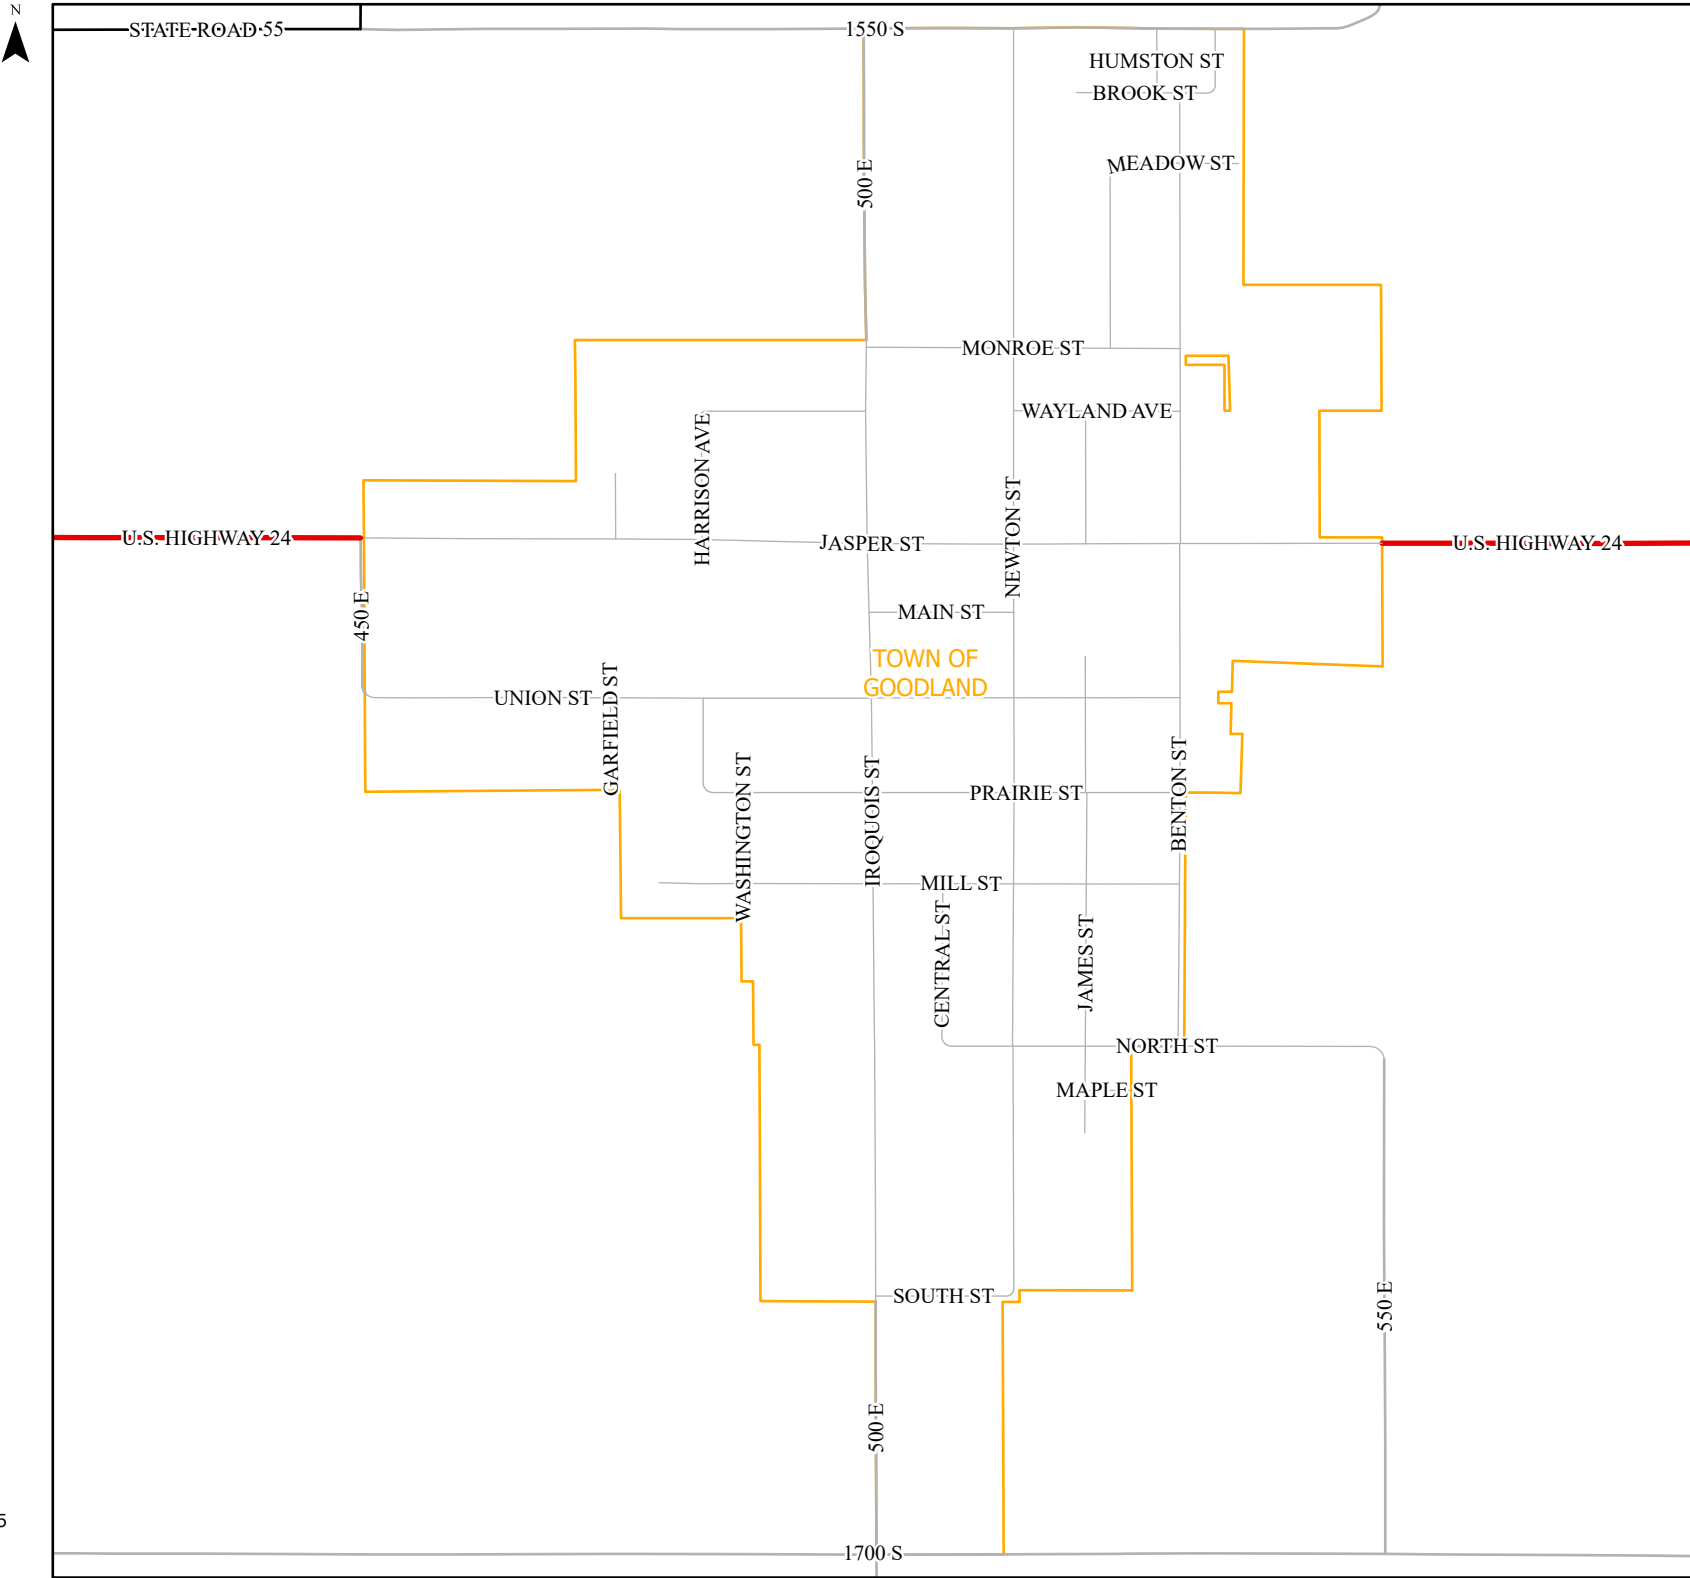 N
STATE ROAD 55
1550 S
HUMSTON ST
BROOK ST
MEADOW ST
500 E
MONROE ST
WAYLAND AVE
HARRISON AVE
NEWTON ST
U.S. HIGHWAY 24
JASPER ST
U.S. HIGHWAY 24
450 E
MAIN ST
TOWN OF
GOODLAND
UNION ST
GARFIELD ST
WASHINGTON ST
IROQUOIS ST
PRAIRIE ST
BENTON ST
MILL ST
CENTRAL ST
JAMES ST
NORTH ST
MAPLE ST
SOUTH ST
550 E
500 E
5
1700 S